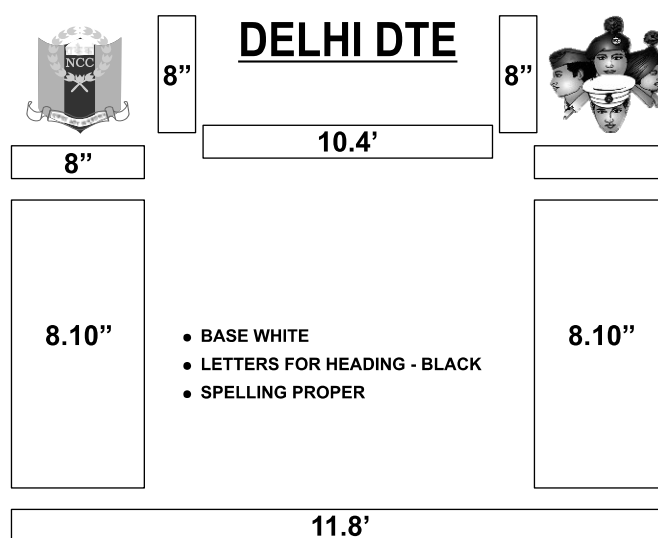 DELHI DTE
NCC
8”
8”
10.4’
8”
8.10”
8.10”
● BASE WHITE
● LETTERS FOR HEADING - BLACK
● SPELLING PROPER
11.8’